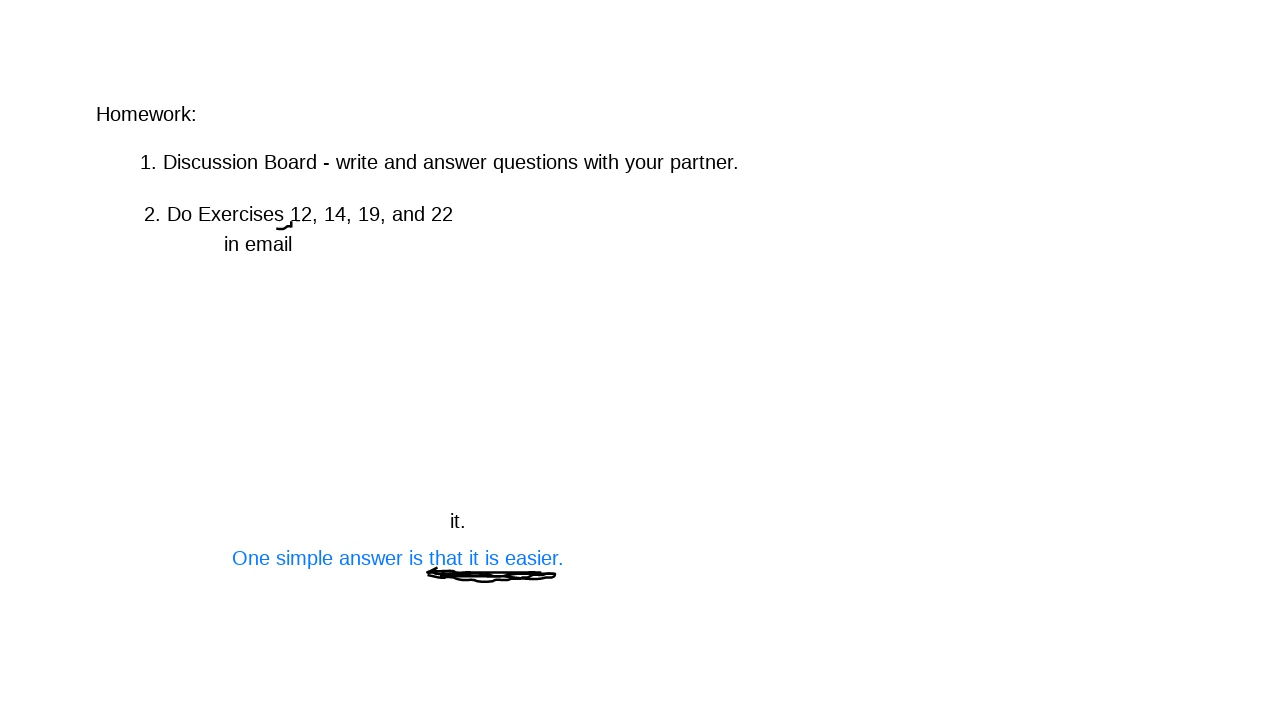 Homework:
1. Discussion Board - write and answer questions with your partner.
2. Do Exercises 12, 14, 19, and 22
in email
it.
One simple answer is that it is easier.